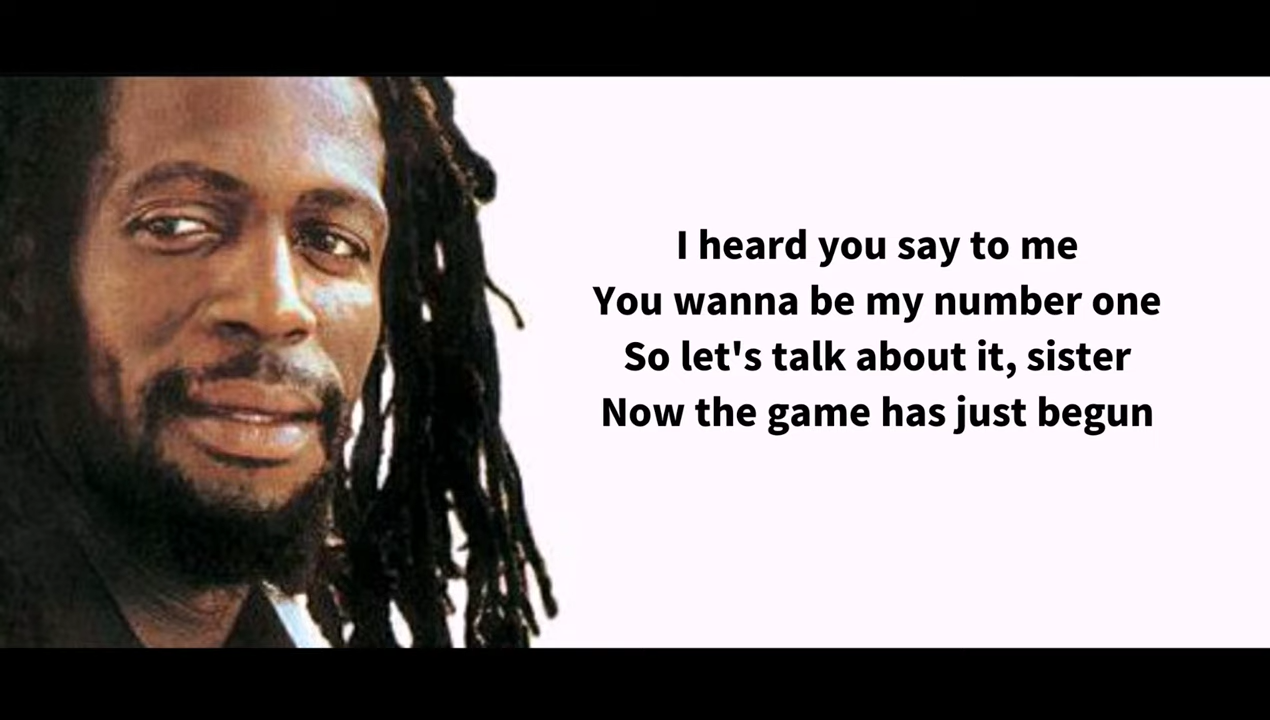 I heard you say to me
You wanna be my number one
So let's talk about it, sister
Now the game has just begun